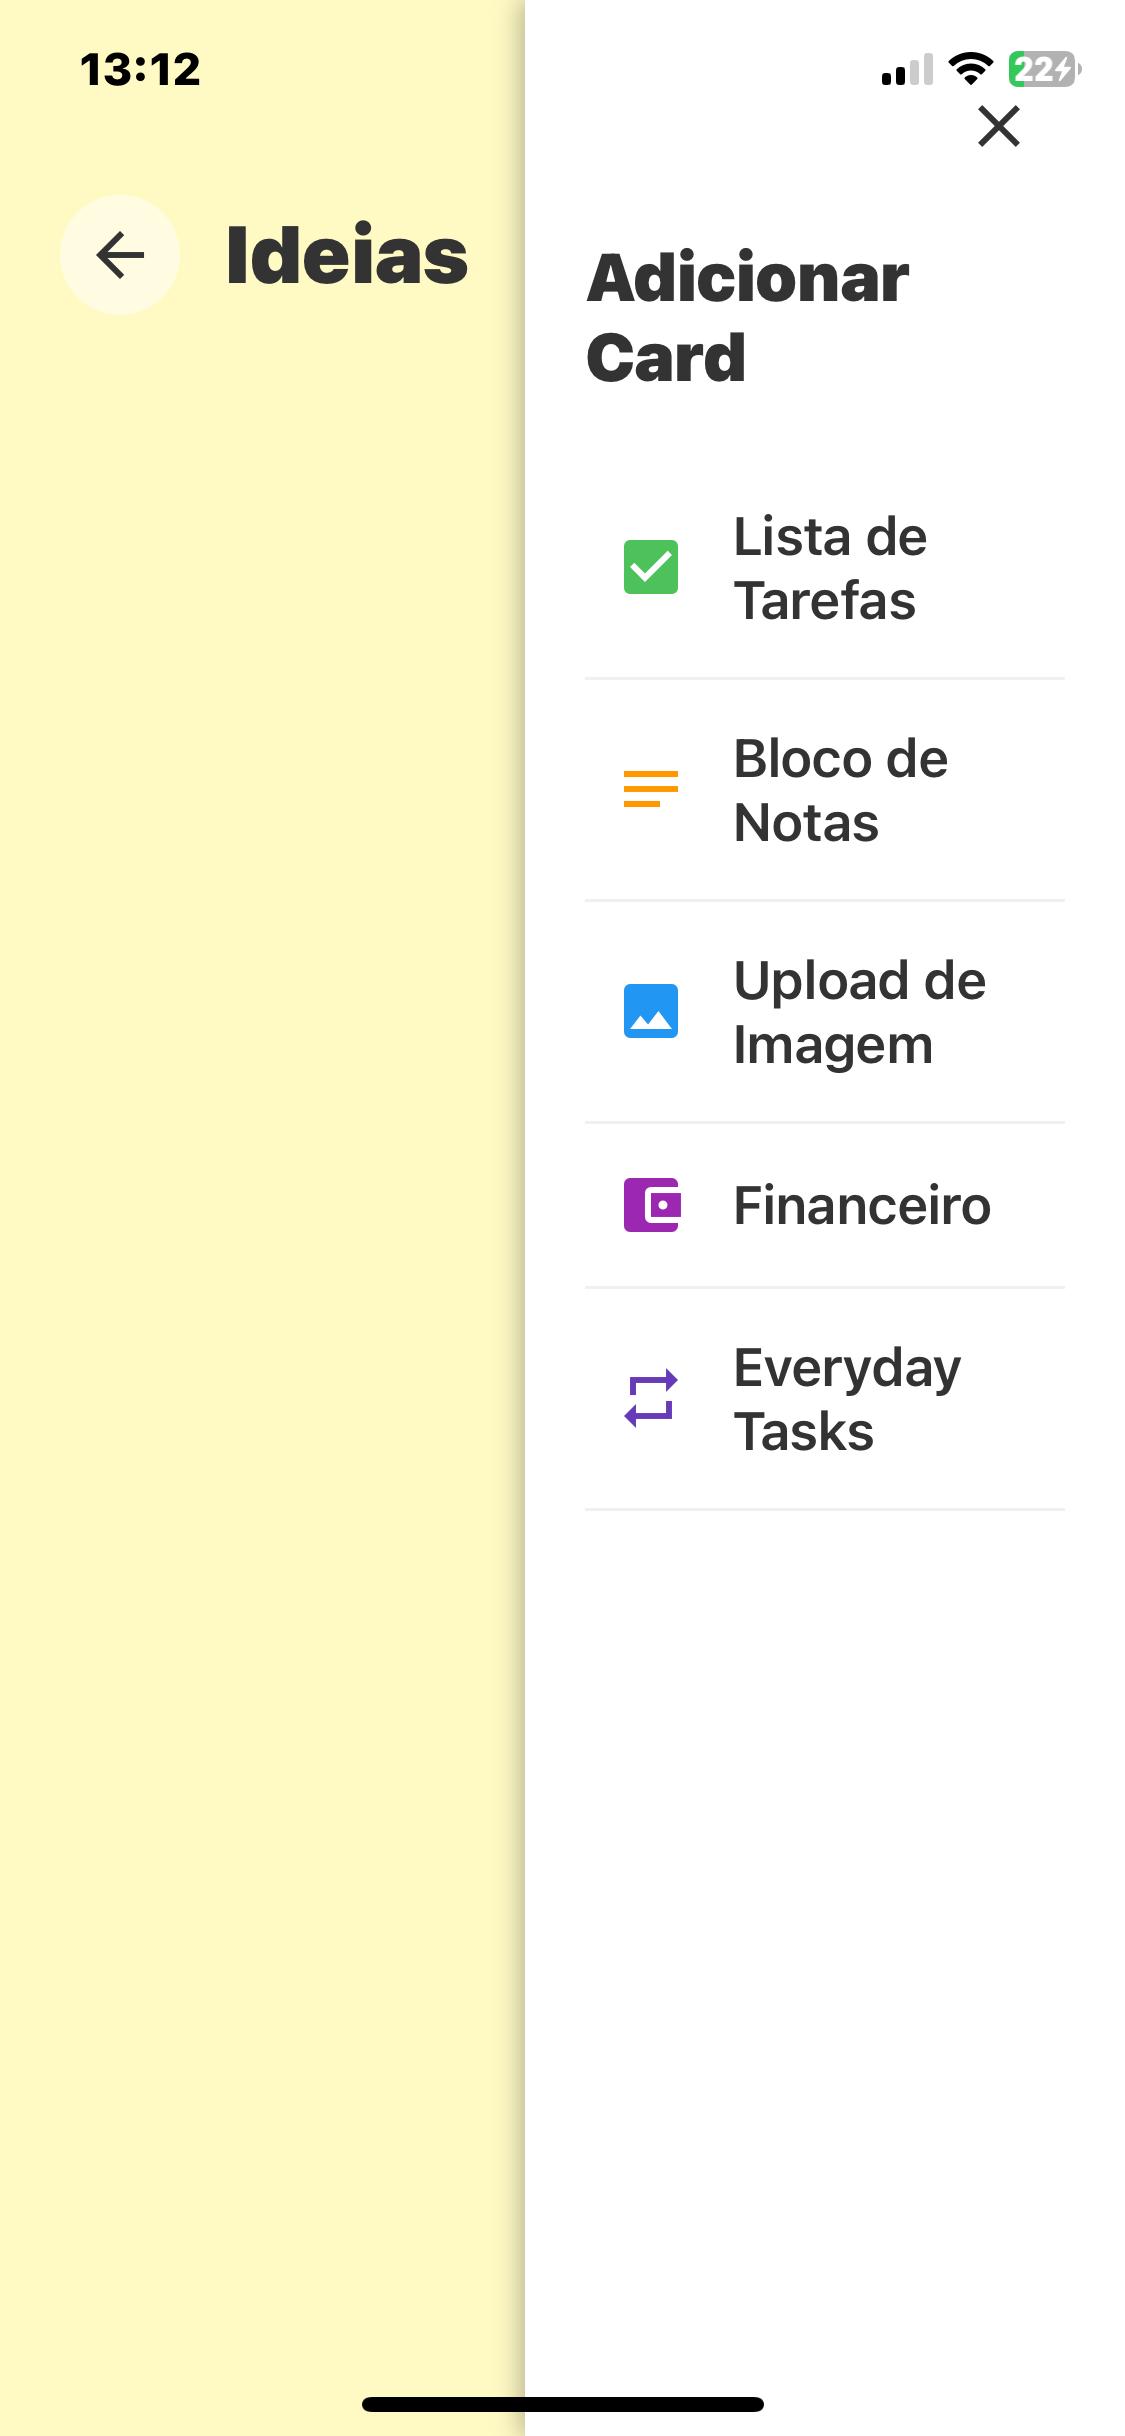 13:12
22
Ideias
Adicionar
Card
Lista de
Tarefas
Bloco de
Notas
Upload de
Imagem
Financeiro
Everyday
Tasks